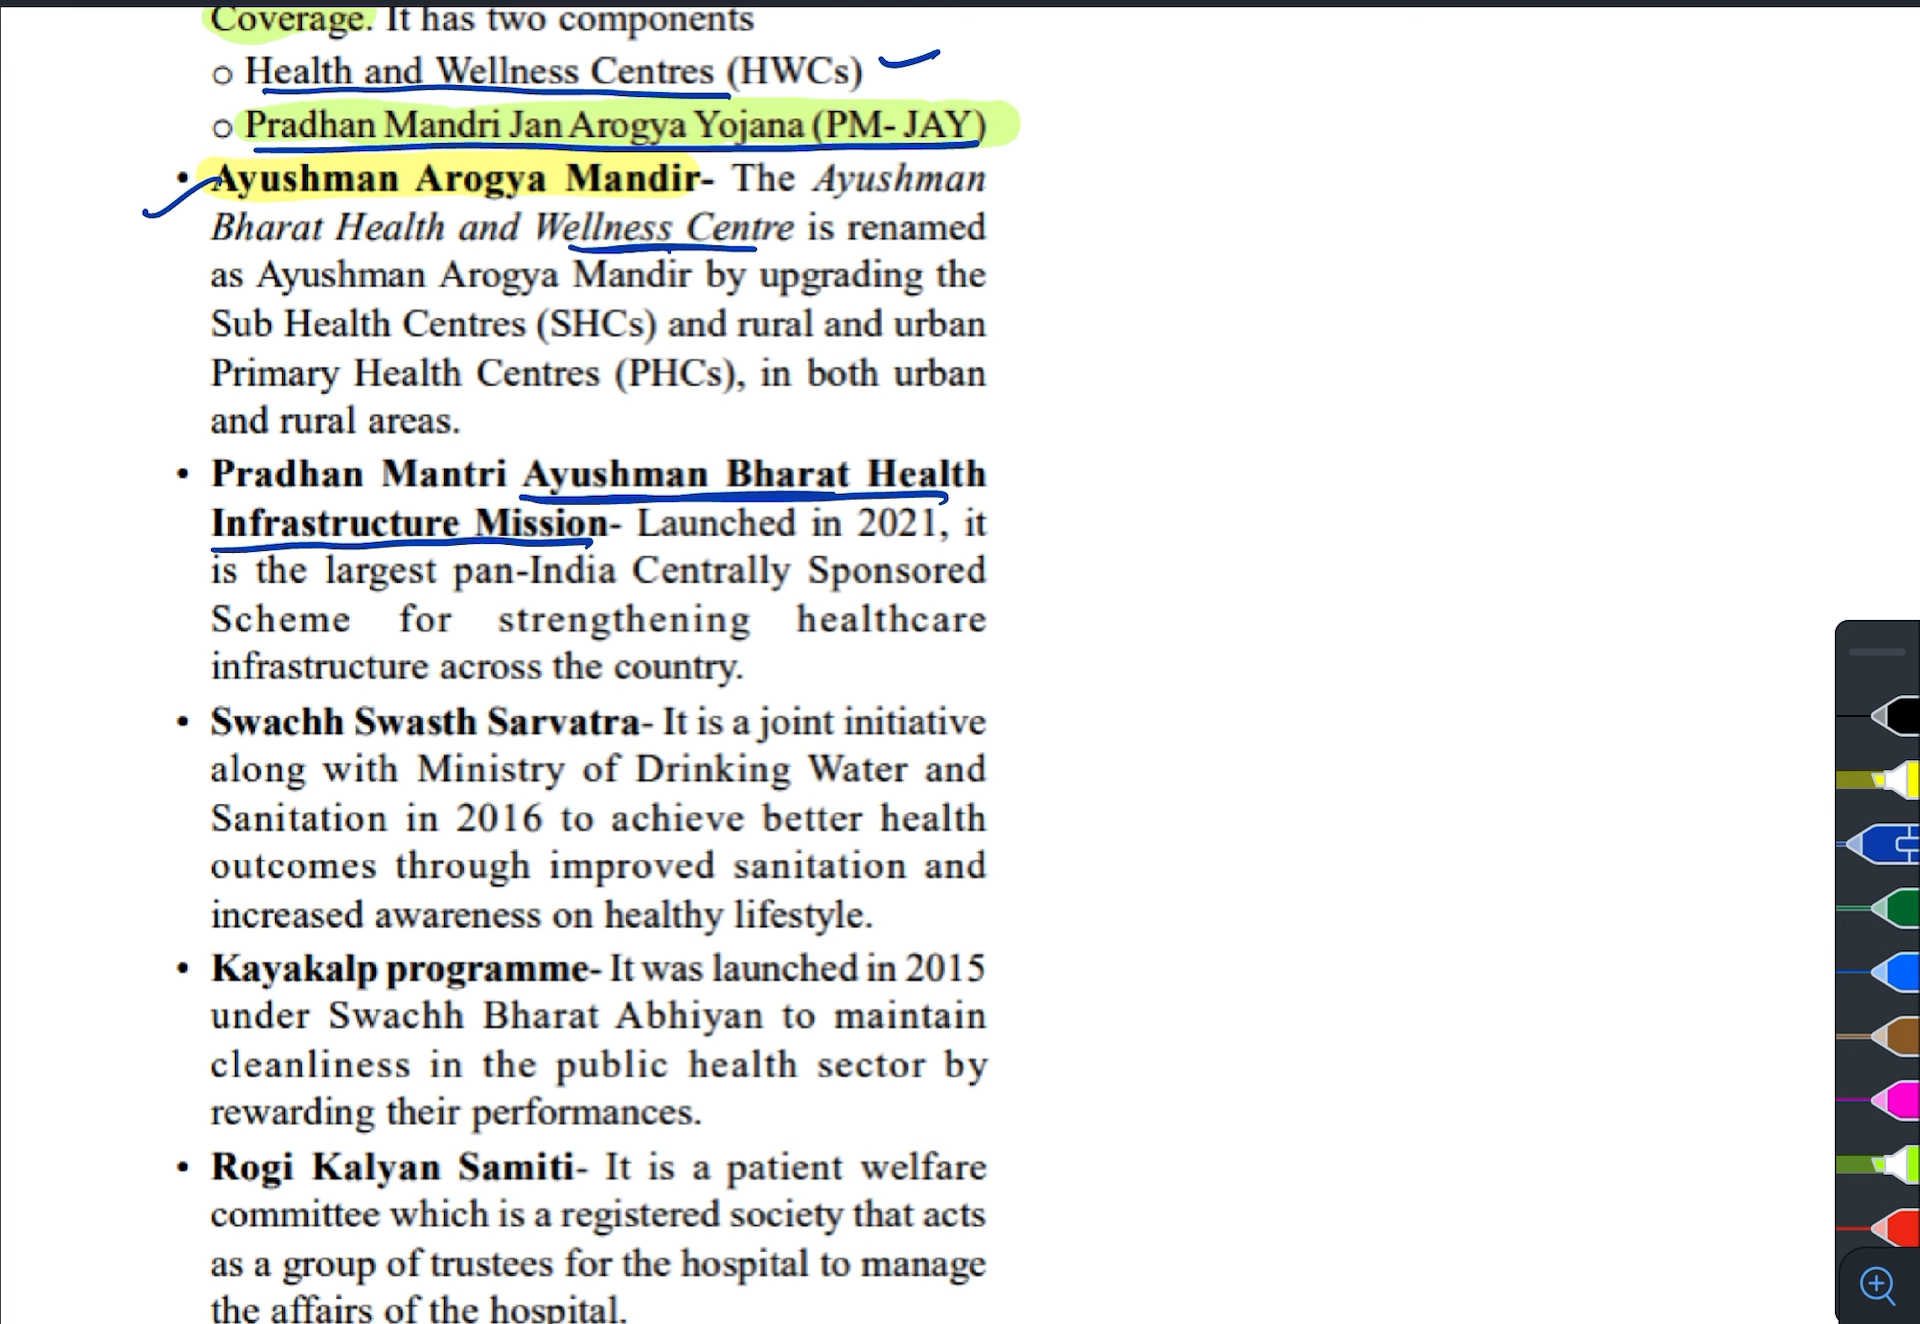 Coverage. It has two components
o Health and Wellness Centres (HWCs)
o Pradhan Mandri Jan Arogya Yojana (PM- JAY)
• Ayushman Arogya Mandir- The Ayushman
Bharat Health and Wellness Centre is renamed
as Ayushman Arogya Mandir by upgrading the
Sub Health Centres (SHCs) and rural and urban
Primary Health Centres (PHCs), in both urban
and rural areas.
• Pradhan Mantri Ayushman Bharat Health
Infrastructure Mission- Launched in 2021, it
is the largest pan-India Centrally Sponsored
Scheme for strengthening healthcare
infrastructure across the country.
• Swachh Swasth Sarvatra- It is a joint initiative
along with Ministry of Drinking Water and
Sanitation in 2016 to achieve better health
outcomes through improved sanitation and
increased awareness on healthy lifestyle.
• Kayakalp programme- It was launched in 2015
under Swachh Bharat Abhiyan to maintain
cleanliness in the public health sector by
rewarding their performances.
• Rogi Kalyan Samiti- It is a patient welfare
committee which is a registered society that acts
as a group of trustees for the hospital to manage
the affairs of the hospital.